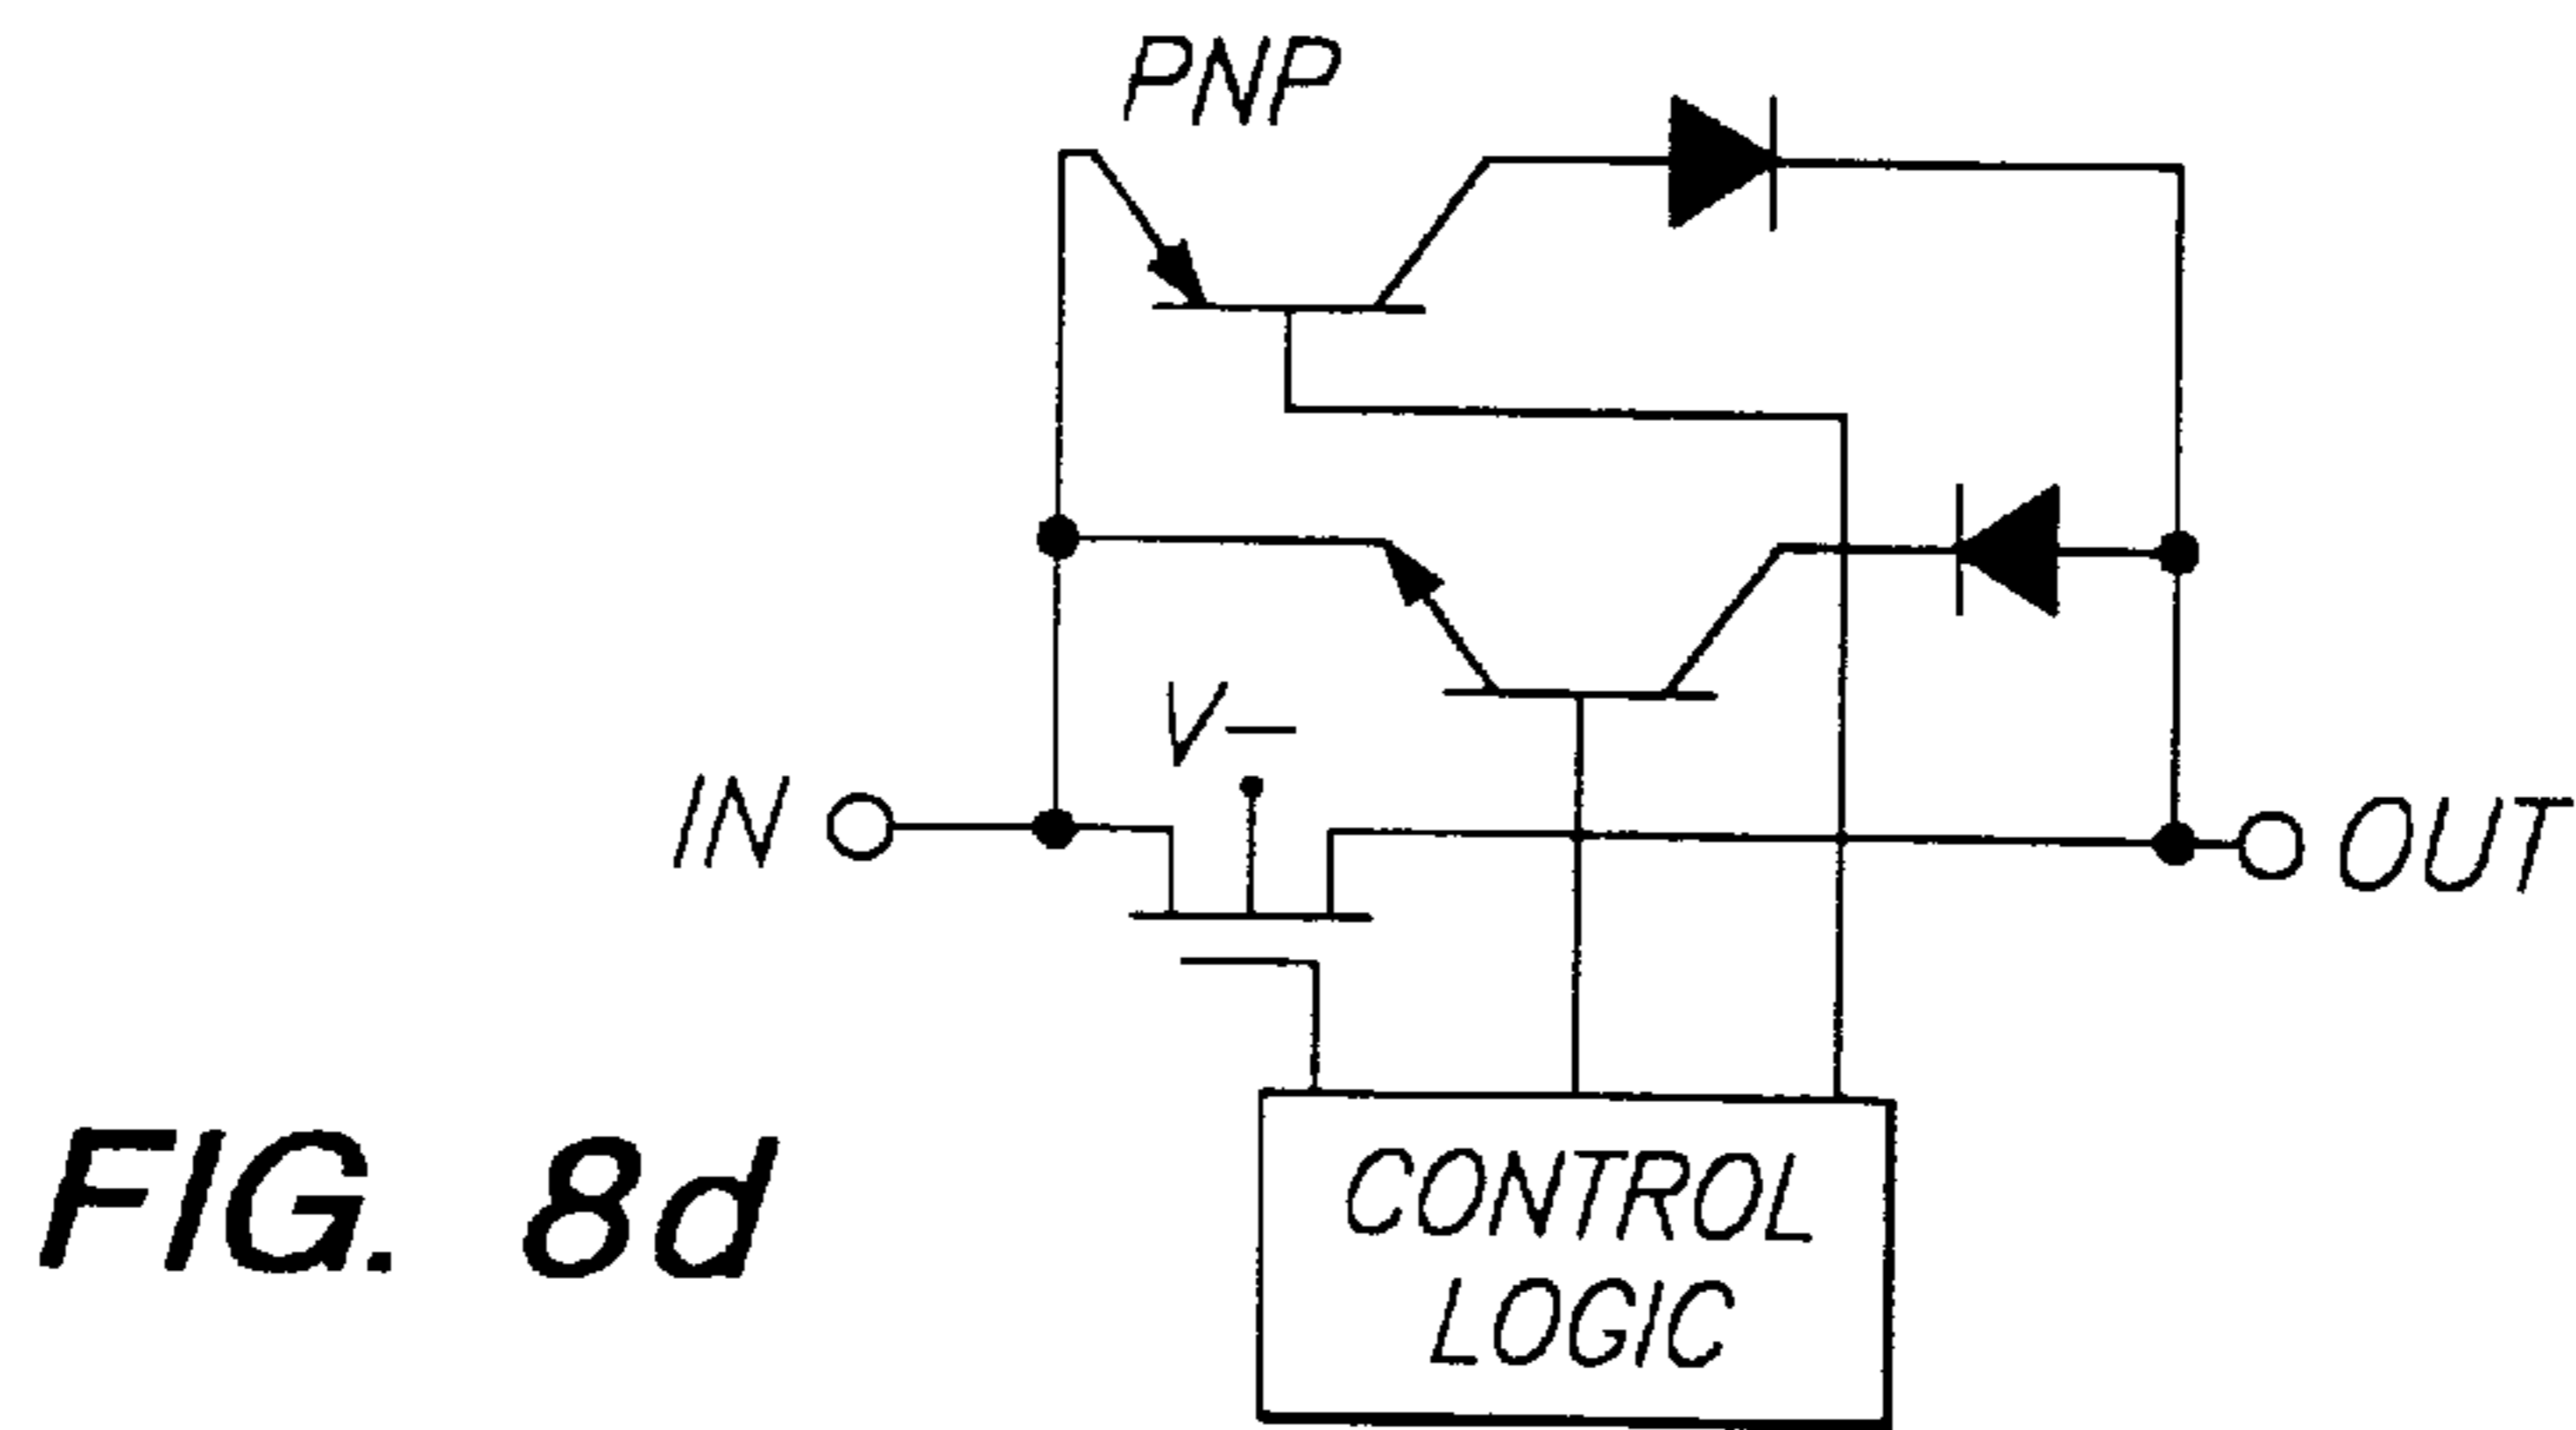 PNP
V−
IN
OUT
CONTROL
LOGIC
FIG. 8d